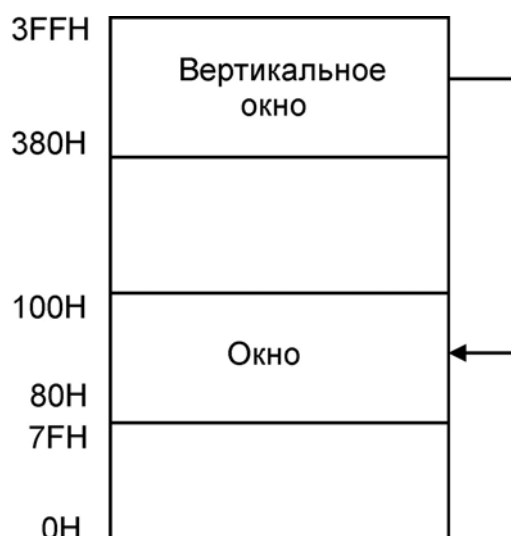 3FFH
Вертикальное
окно
380H
100H
Окно
80H
7FH
0H